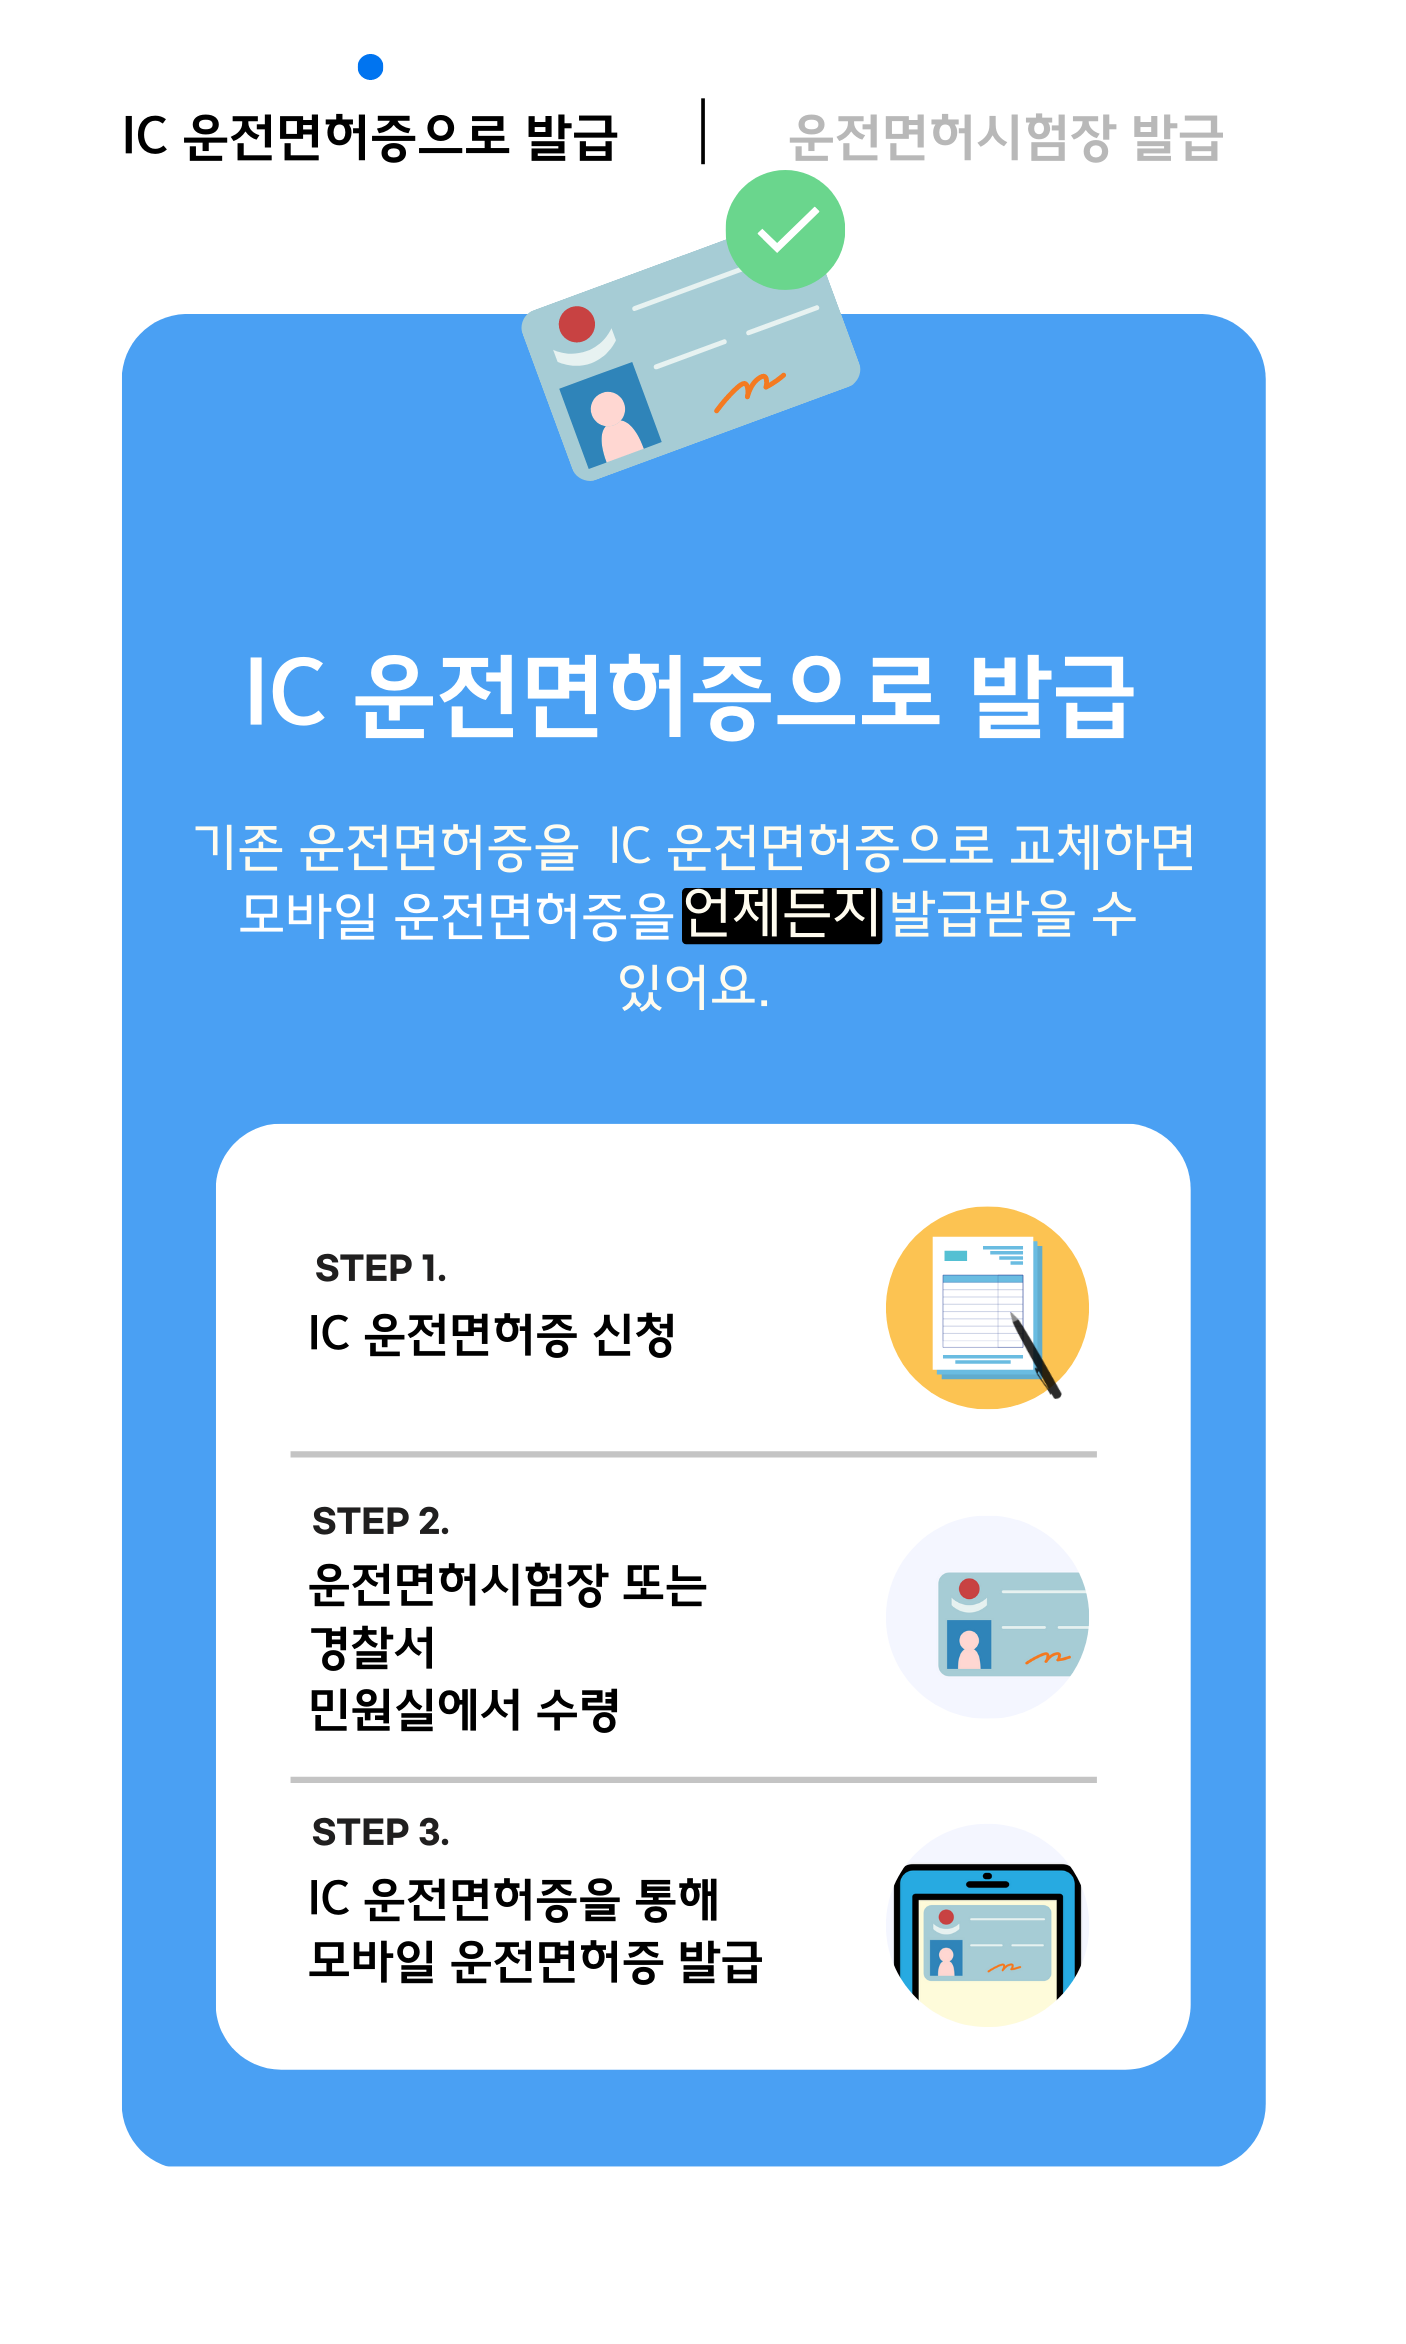 IC 운전면허증으로 발급
운전면허시험장 발급
IC 운전면허증으로 발급
기존 운전면허증을 IC 운전면허증으로 교체하면
모바일 운전면허증을 언제든지 발급받을 수
있어요.
STEP 1.
IC 운전면허증 신청
STEP 2.
운전면허시험장 또는
경찰서
민원실에서 수령
STEP 3.
IC 운전면허증을 통해
모바일 운전면허증 발급